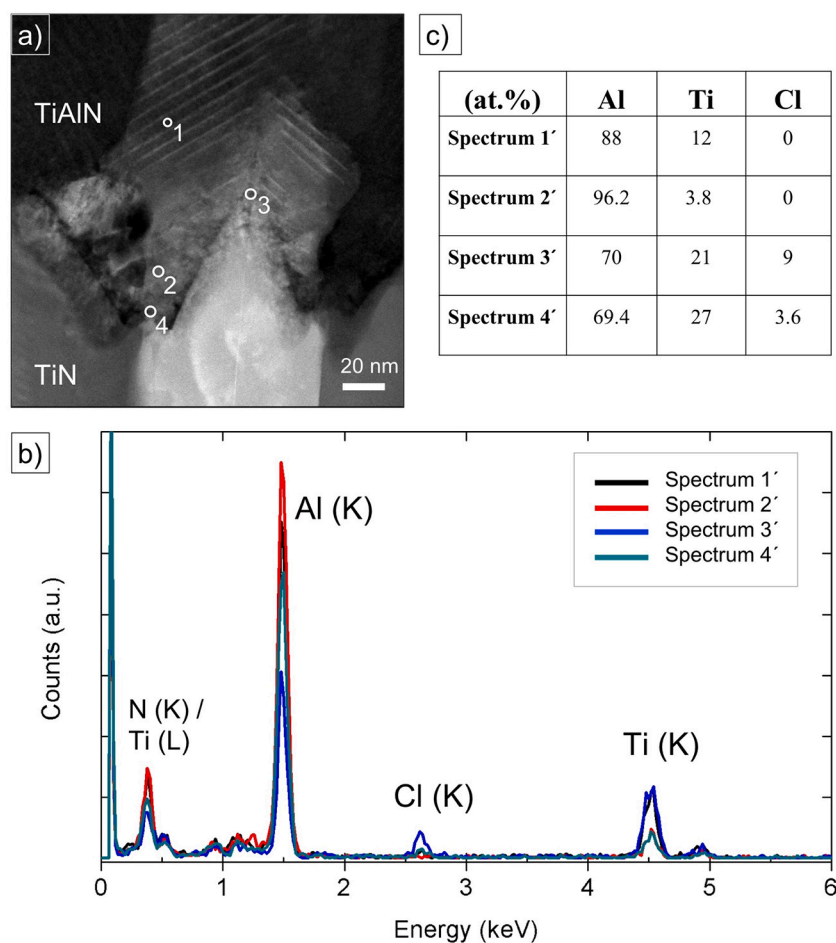 a)
TiAlN
1
3
2
4
TiN
20 nm
c)
(at.%) Al Ti Cl
Spectrum 1´ 88 12 0
Spectrum 2´ 96.2 3.8 0
Spectrum 3´ 70 21 9
Spectrum 4´ 69.4 27 3.6
b)
Counts (a.u.)
N (K) /
Ti (L)
Al (K)
Cl (K)
Ti (K)
Spectrum 1´
Spectrum 2´
Spectrum 3´
Spectrum 4´
0 1 2 3 4 5 6
Energy (keV)